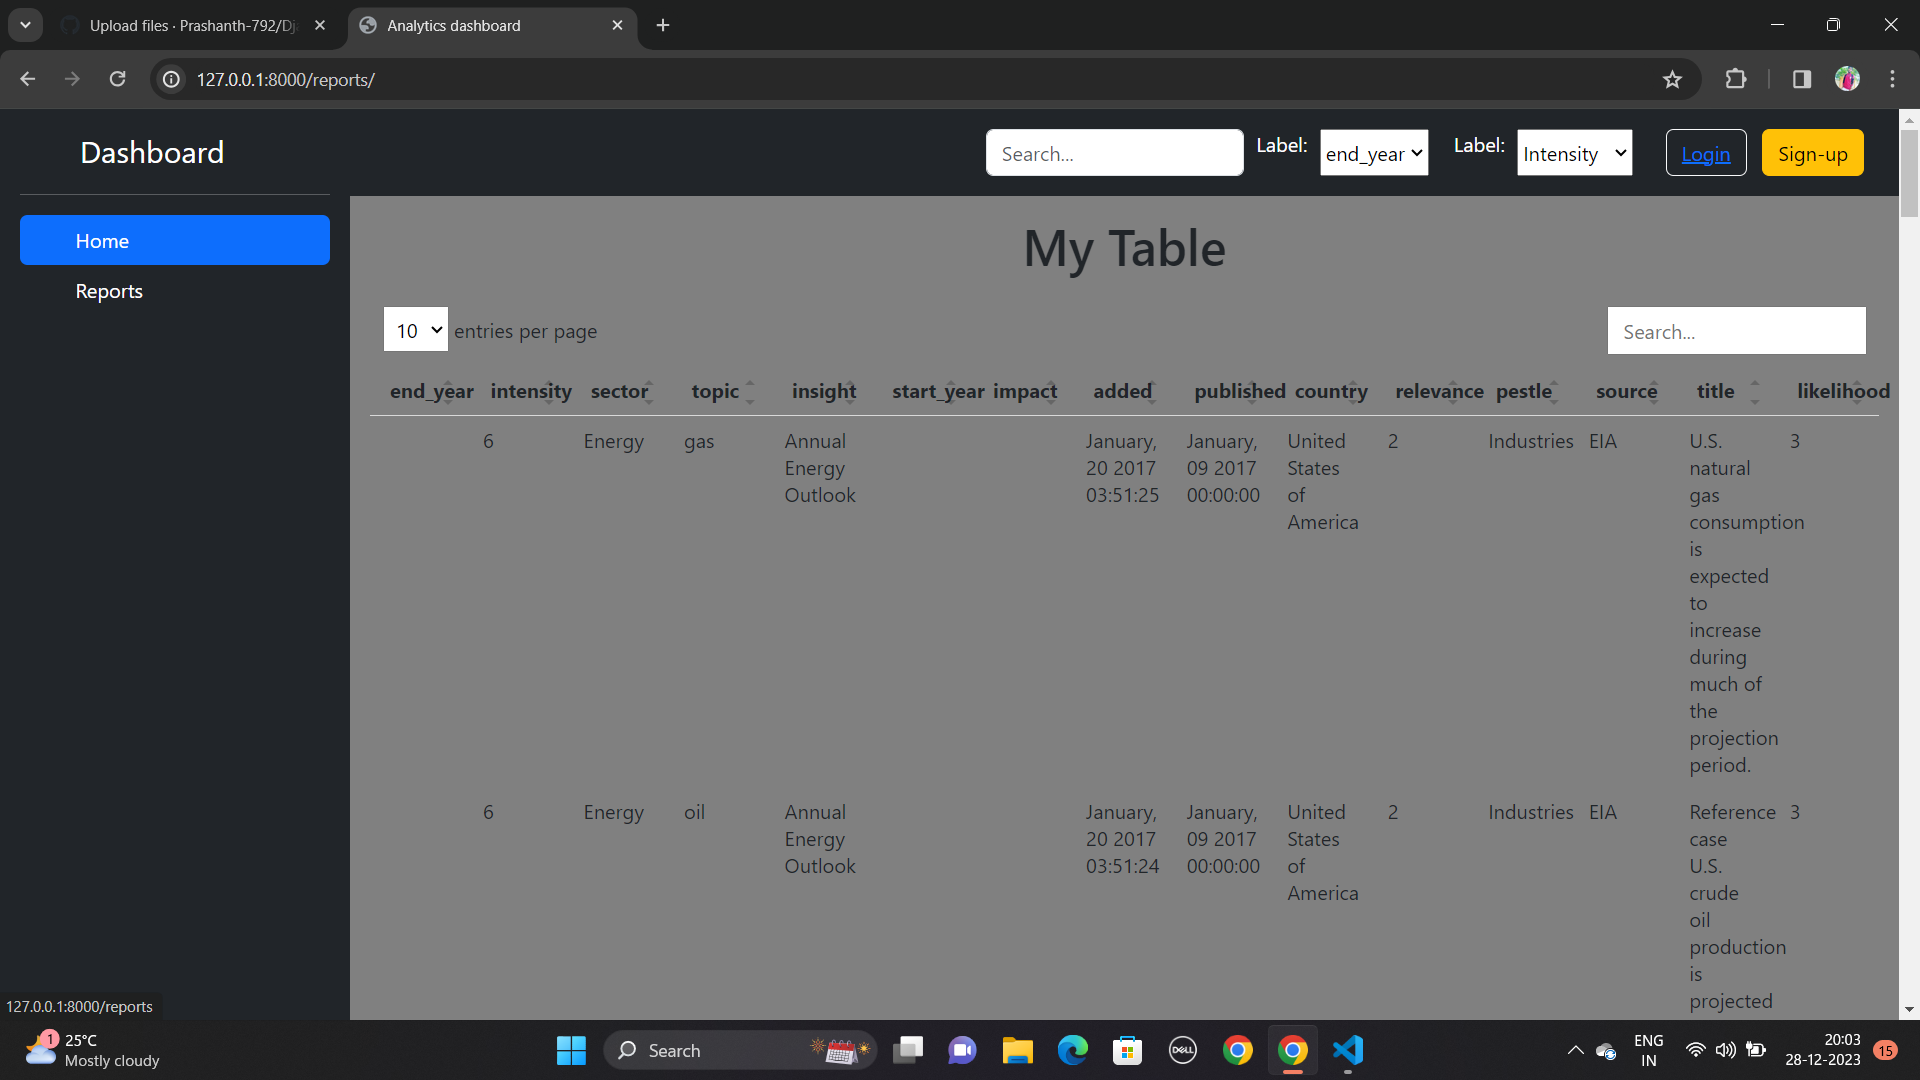 Upload files · Prashanth-792/Dj
Analytics dashboard
127.0.0.1:8000/reports/
Dashboard
Search...
Label:
end_year
Label:
Intensity
Login
Sign-up
Home
Reports
My Table
10
entries per page
Search...
end_year intensity sector topic insight start_year impact added published country relevance pestle source title likelihood
6 Energy gas Annual January, January, United 2 Industries EIA U.S. 3
Energy 20 2017 09 2017 States natural
Outlook 03:51:25 00:00:00 of gas
America consumption
is
expected
to
increase
during
much of
the
projection
period.
6 Energy oil Annual January, January, United 2 Industries EIA Reference 3
Energy 20 2017 09 2017 States case
Outlook 03:51:24 00:00:00 of U.S.
America crude
oil
production
is
projected
127.0.0.1:8000/reports
1
25°C
Mostly cloudy
Search
DELL
ENG
IN
20:03
28-12-2023
15